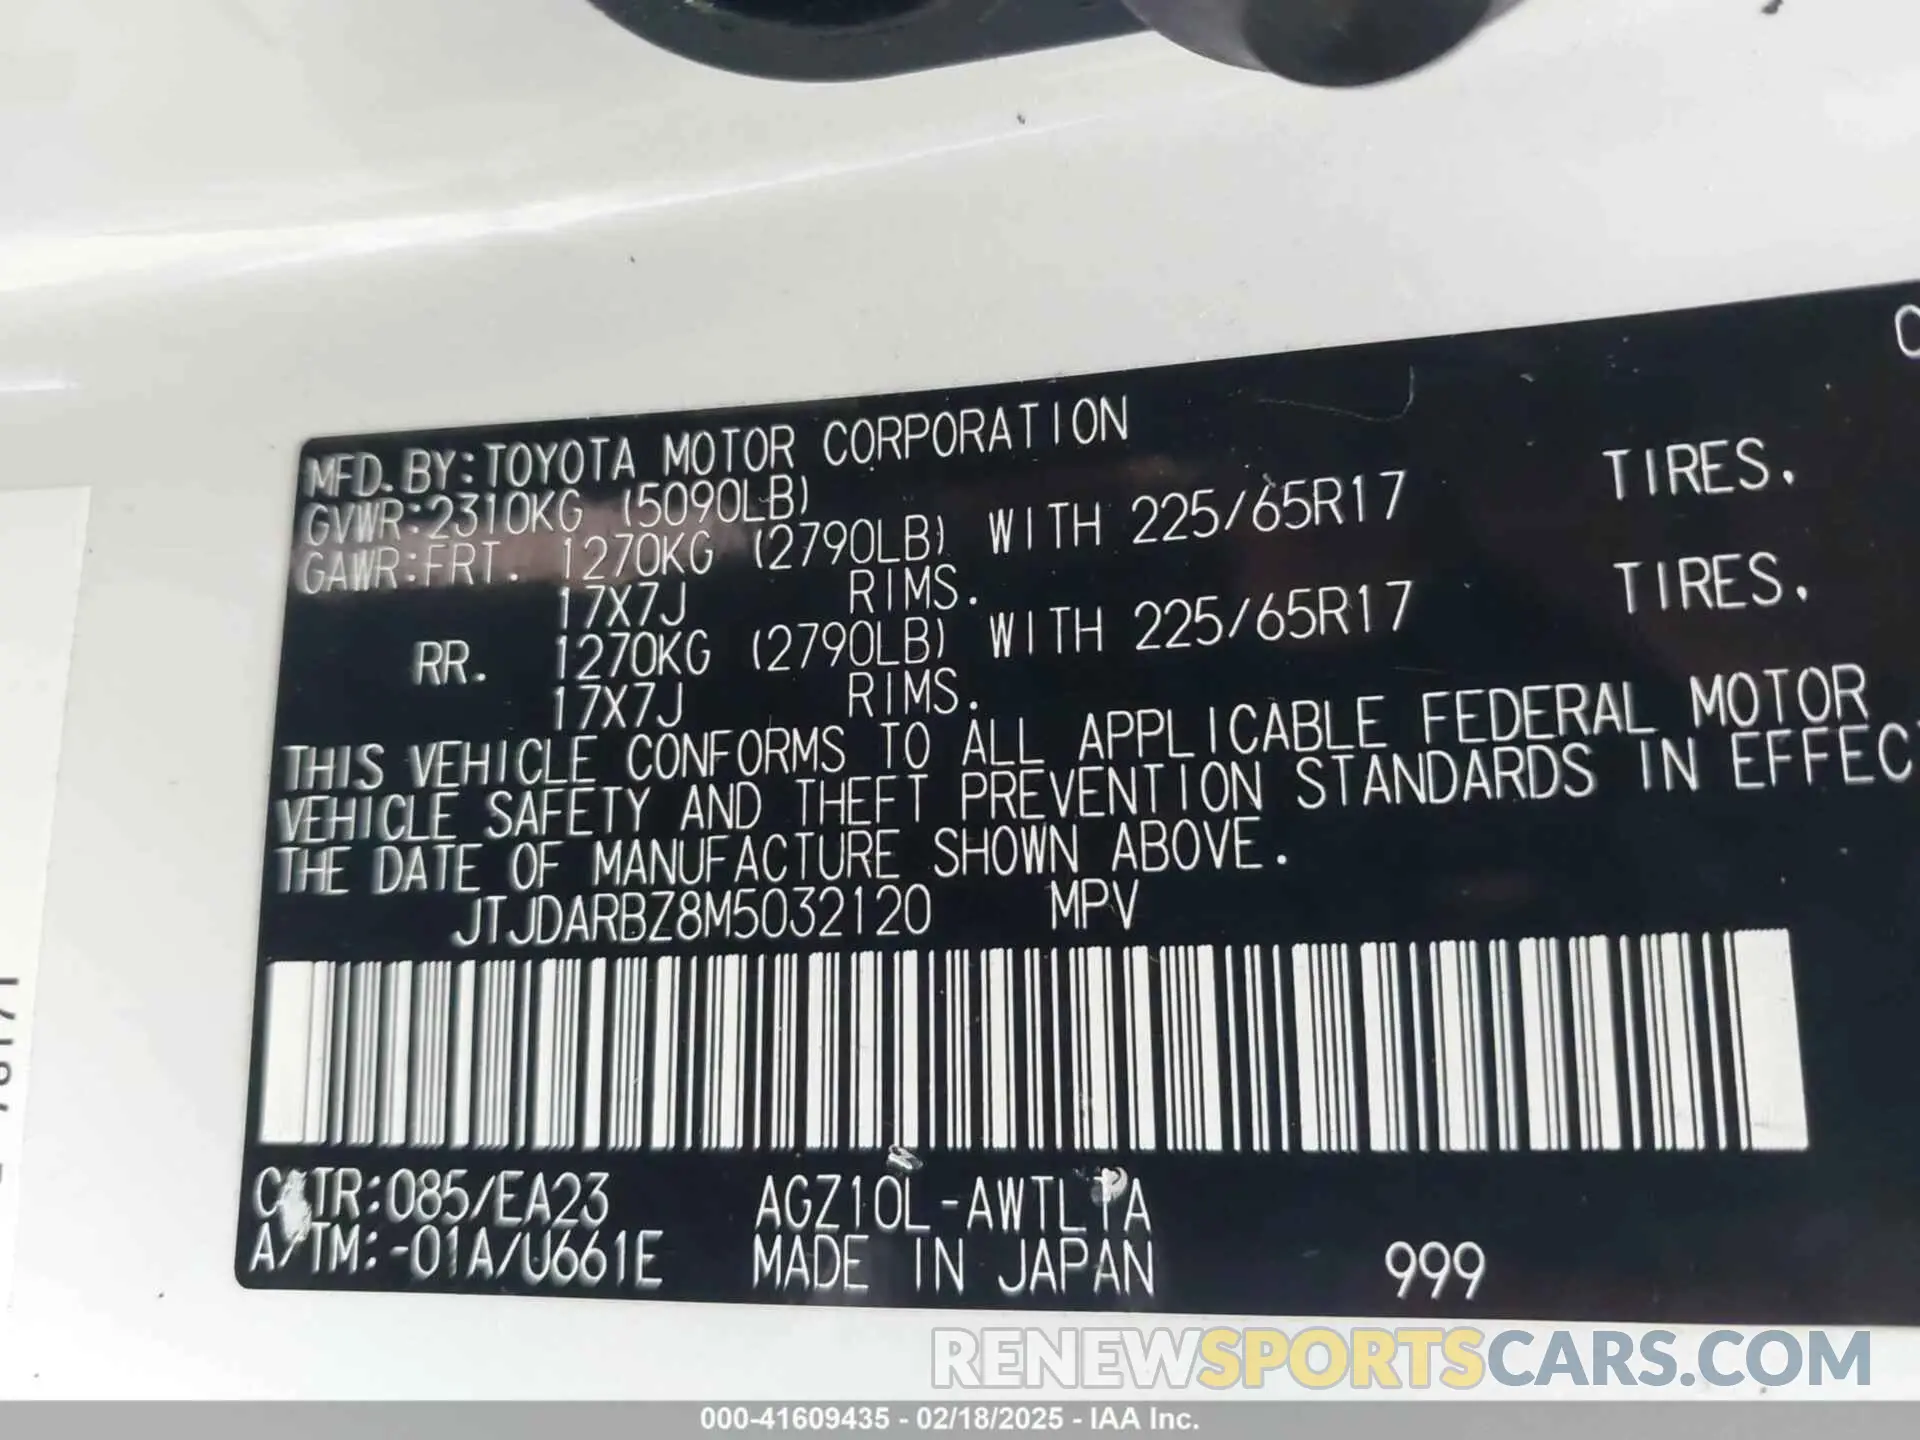 MFD.BY:TOYOTA MOTOR CORPORATION
GVWR:2310KG (5090LB)
GAWR:FRT. 1270KG (2790LB) WITH 225/65R17 TIRES,
17X7J RIMS.
RR. 1270KG (2790LB) WITH 225/65R17 TIRES,
17X7J RIMS.
THIS VEHICLE CONFORMS TO ALL APPLICABLE FEDERAL MOTOR
VEHICLE SAFETY AND THEFT PREVENTION STANDARDS IN EFFEC
THE DATE OF MANUFACTURE SHOWN ABOVE.
JTJDARBZ8M5032120 MPV
C/TR:085/EA23 AGZ10L-AWTLTA
A/TM:-01A/U661E MADE IN JAPAN 999
RENEWSPORTSCARS.COM
000-41609435 - 02/18/2025 - IAA Inc.